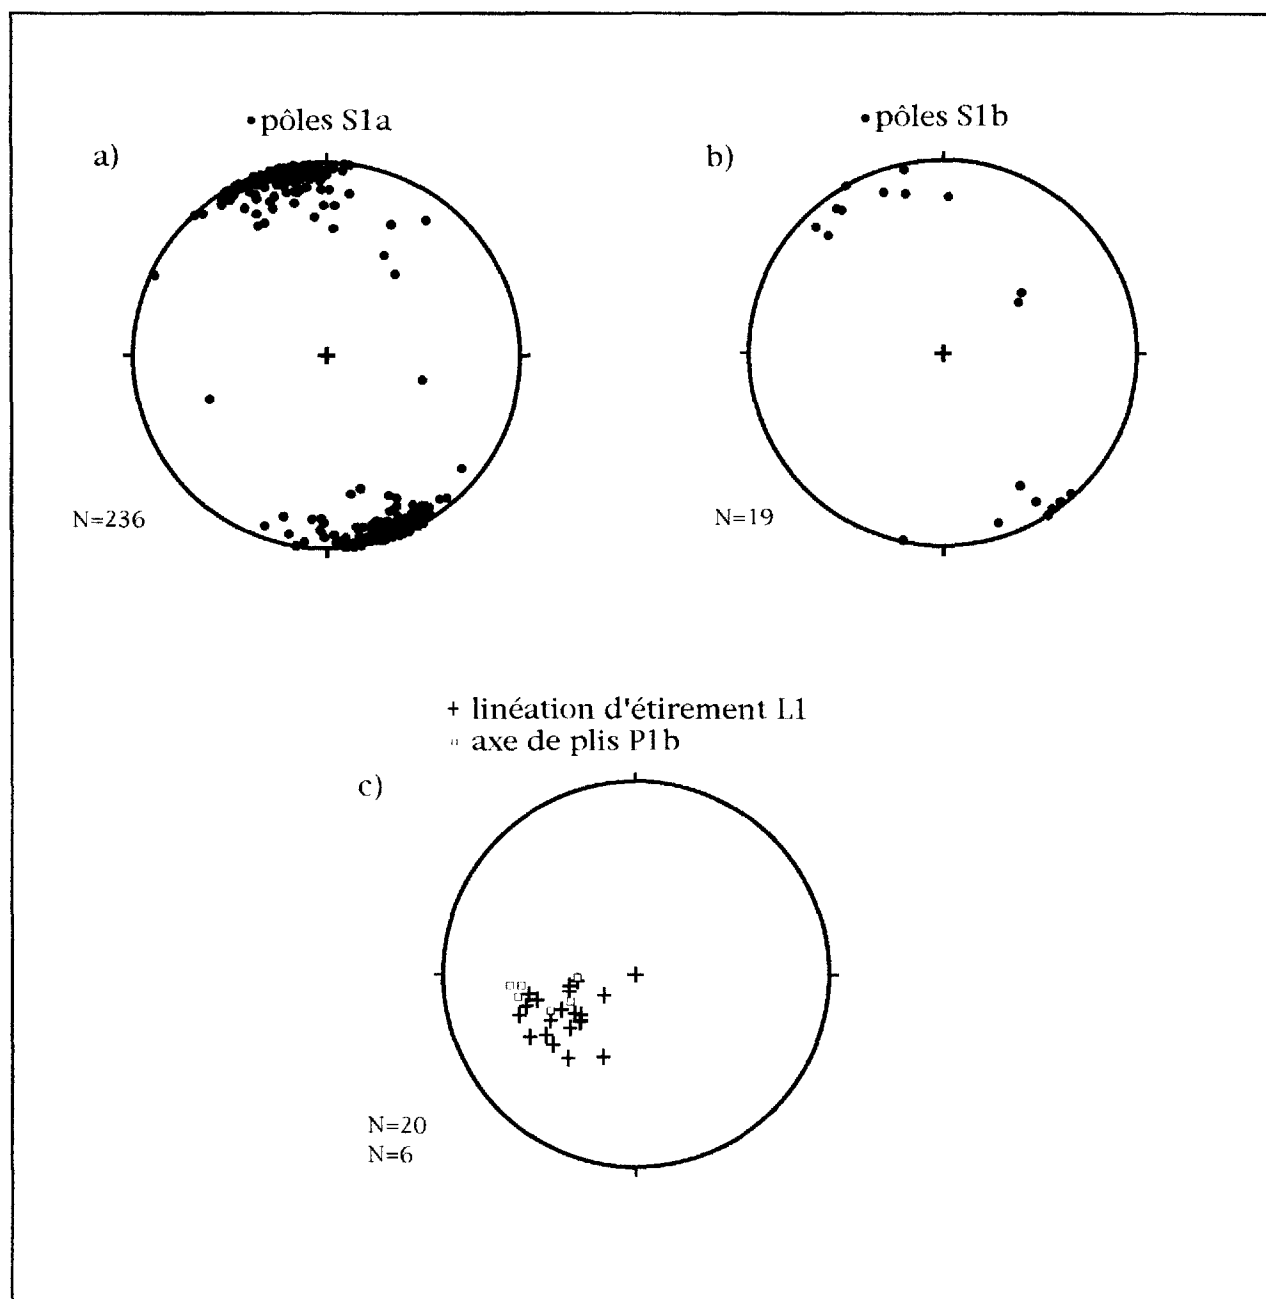 •pôles S1a
a)
N=236
•pôles S1b
b)
N=19
+ linéation d'étirement L1
▫ axe de plis P1b
c)
N=20
N=6